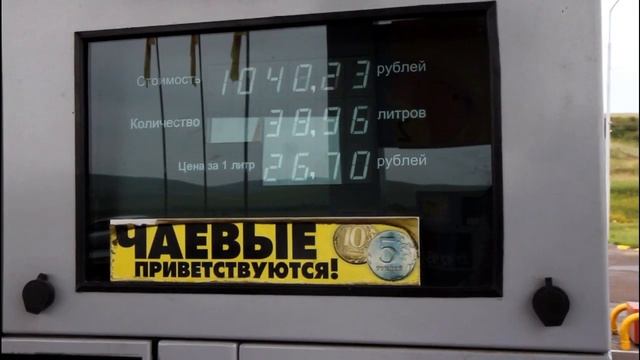 Стоимость 1040,23 рублей
Количество 38,96 литров
Цена за 1 литр 26,70 рублей
ЧАЕВЫЕ
ПРИВЕТСТВУЮТСЯ!
10
5
РУБЛЕЙ